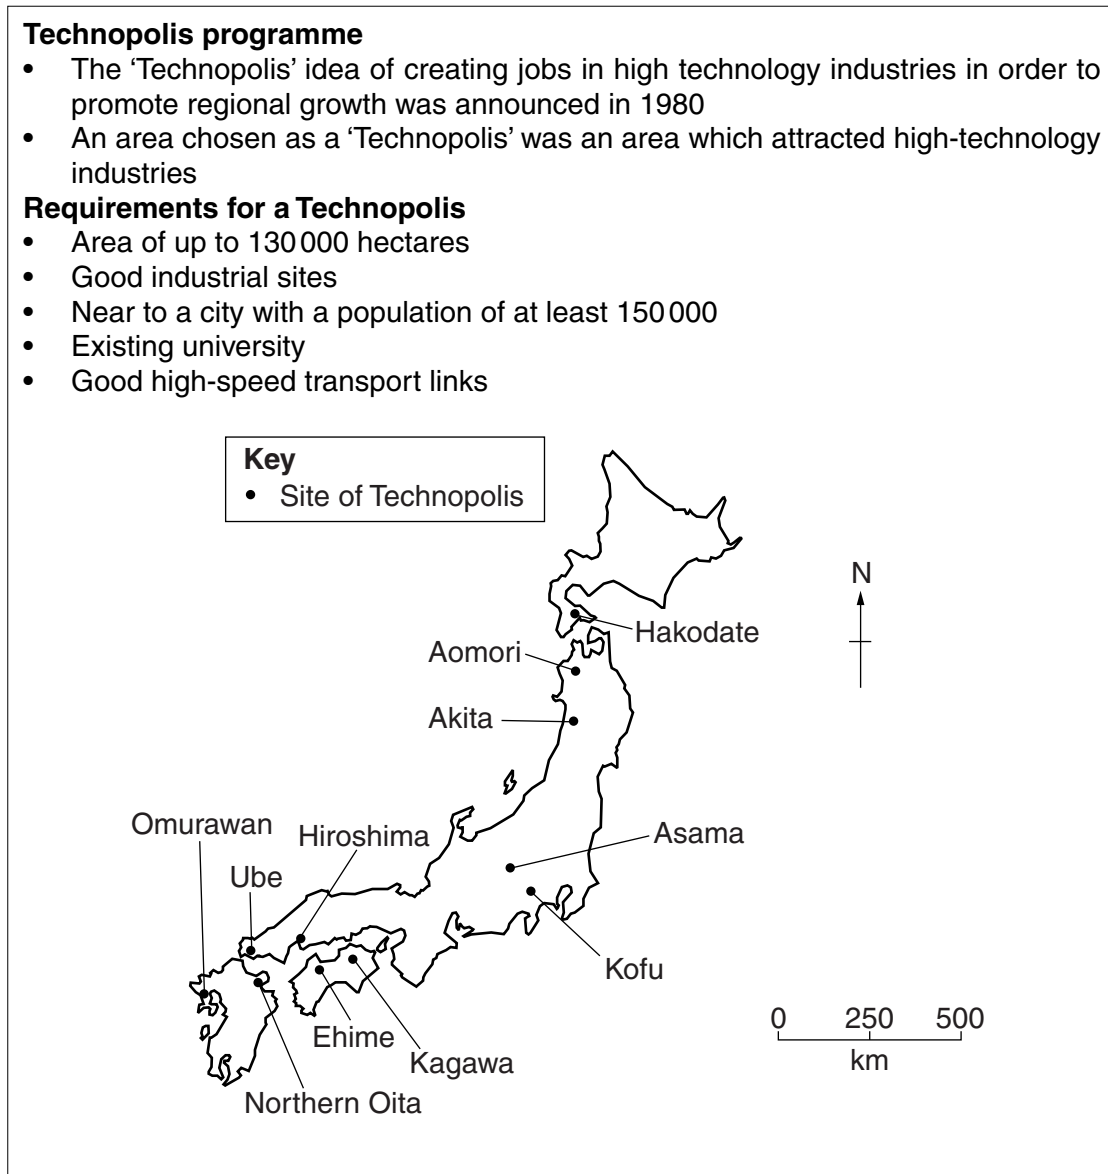 Technopolis programme
• The ‘Technopolis’ idea of creating jobs in high technology industries in order to
promote regional growth was announced in 1980
• An area chosen as a ‘Technopolis’ was an area which attracted high-technology
industries
Requirements for a Technopolis
• Area of up to 130 000 hectares
• Good industrial sites
• Near to a city with a population of at least 150 000
• Existing university
• Good high-speed transport links
Key
• Site of Technopolis
N
Hakodate
Aomori
Akita
Omurawan
Hiroshima
Asama
Ube
Kofu
Ehime
Kagawa
Northern Oita
0 250 500
km